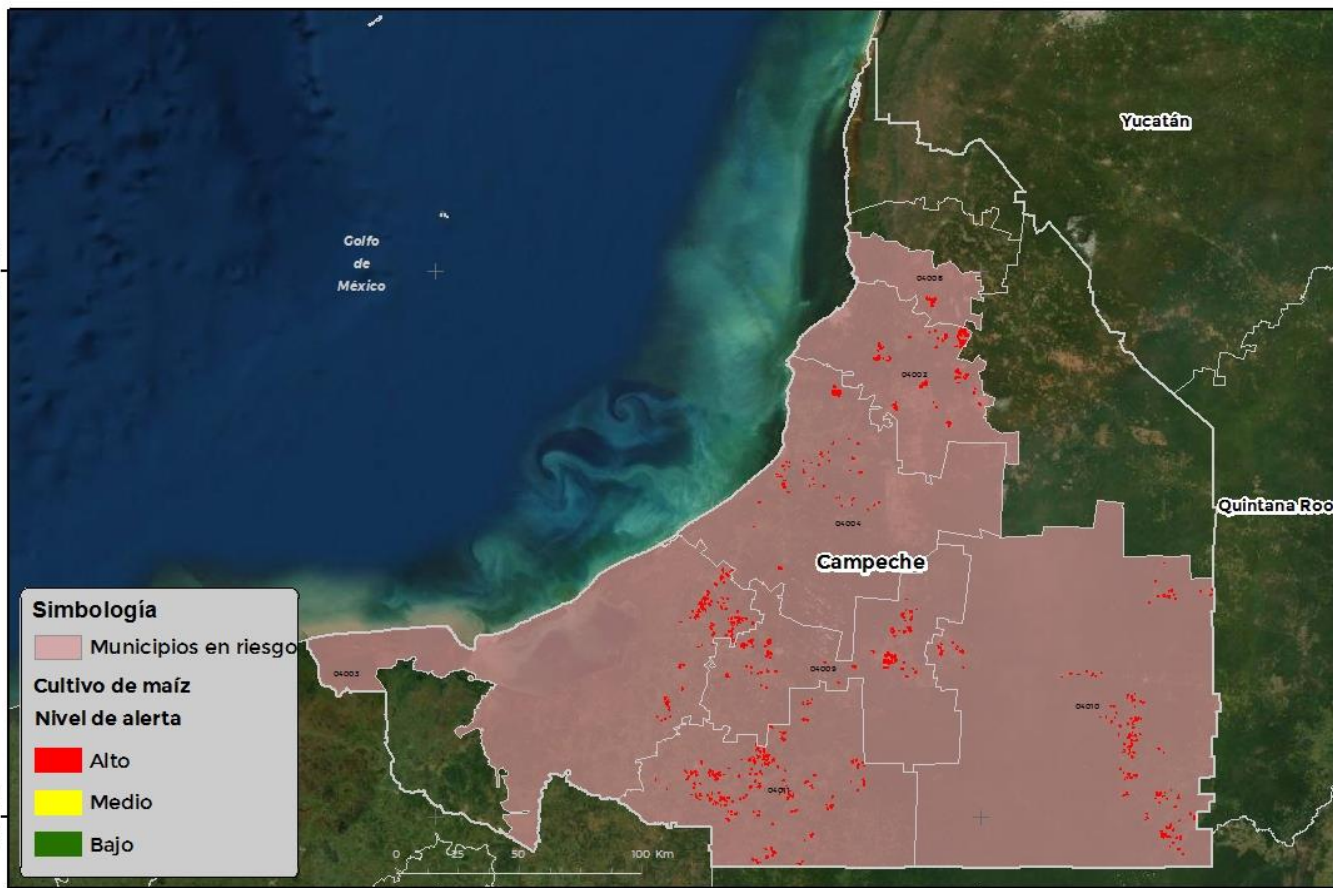 Yucatán
Golfo
de
México
04008
04002
Quintana Roo
04004
Campeche
Simbología
Municipios en riesgo
Cultivo de maíz
Nivel de alerta
Alto
Medio
Bajo
04003
04009
04010
04011
0 25 50 100 Km